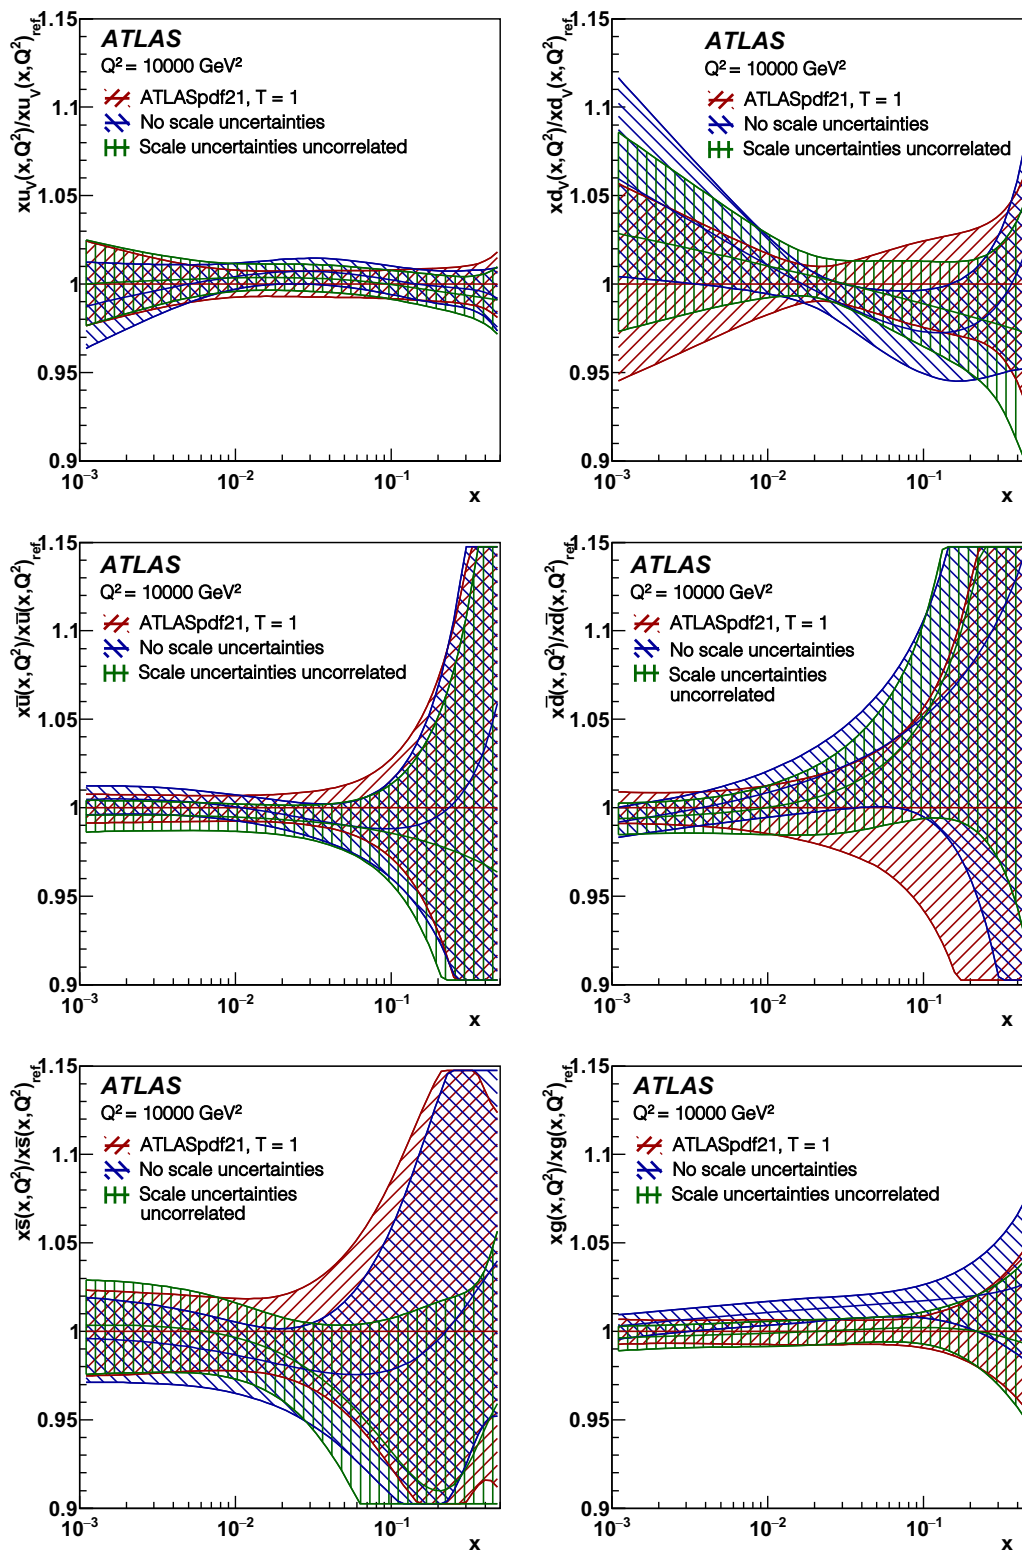 xu_V(x,Q²)/xu_V(x,Q²)_ref
1.15
1.1
1.05
1
0.95
0.9
ATLAS
Q² = 10000 GeV²
ATLASpdf21, T = 1
No scale uncertainties
Scale uncertainties uncorrelated
10⁻³ 10⁻² 10⁻¹
x
xd_V(x,Q²)/xd_V(x,Q²)_ref
1.15
1.1
1.05
1
0.95
0.9
ATLAS
Q² = 10000 GeV²
ATLASpdf21, T = 1
No scale uncertainties
Scale uncertainties uncorrelated
10⁻³ 10⁻² 10⁻¹
x
xū(x,Q²)/xū(x,Q²)_ref
1.15
1.1
1.05
1
0.95
0.9
ATLAS
Q² = 10000 GeV²
ATLASpdf21, T = 1
No scale uncertainties
Scale uncertainties uncorrelated
10⁻³ 10⁻² 10⁻¹
x
xd̄(x,Q²)/xd̄(x,Q²)_ref
1.15
1.1
1.05
1
0.95
0.9
ATLAS
Q² = 10000 GeV²
ATLASpdf21, T = 1
No scale uncertainties
Scale uncertainties
uncorrelated
10⁻³ 10⁻² 10⁻¹
x
xs̄(x,Q²)/xs̄(x,Q²)_ref
1.15
1.1
1.05
1
0.95
0.9
ATLAS
Q² = 10000 GeV²
ATLASpdf21, T = 1
No scale uncertainties
Scale uncertainties
uncorrelated
10⁻³ 10⁻² 10⁻¹
x
xg(x,Q²)/xg(x,Q²)_ref
1.15
1.1
1.05
1
0.95
0.9
ATLAS
Q² = 10000 GeV²
ATLASpdf21, T = 1
No scale uncertainties
Scale uncertainties uncorrelated
10⁻³ 10⁻² 10⁻¹
x